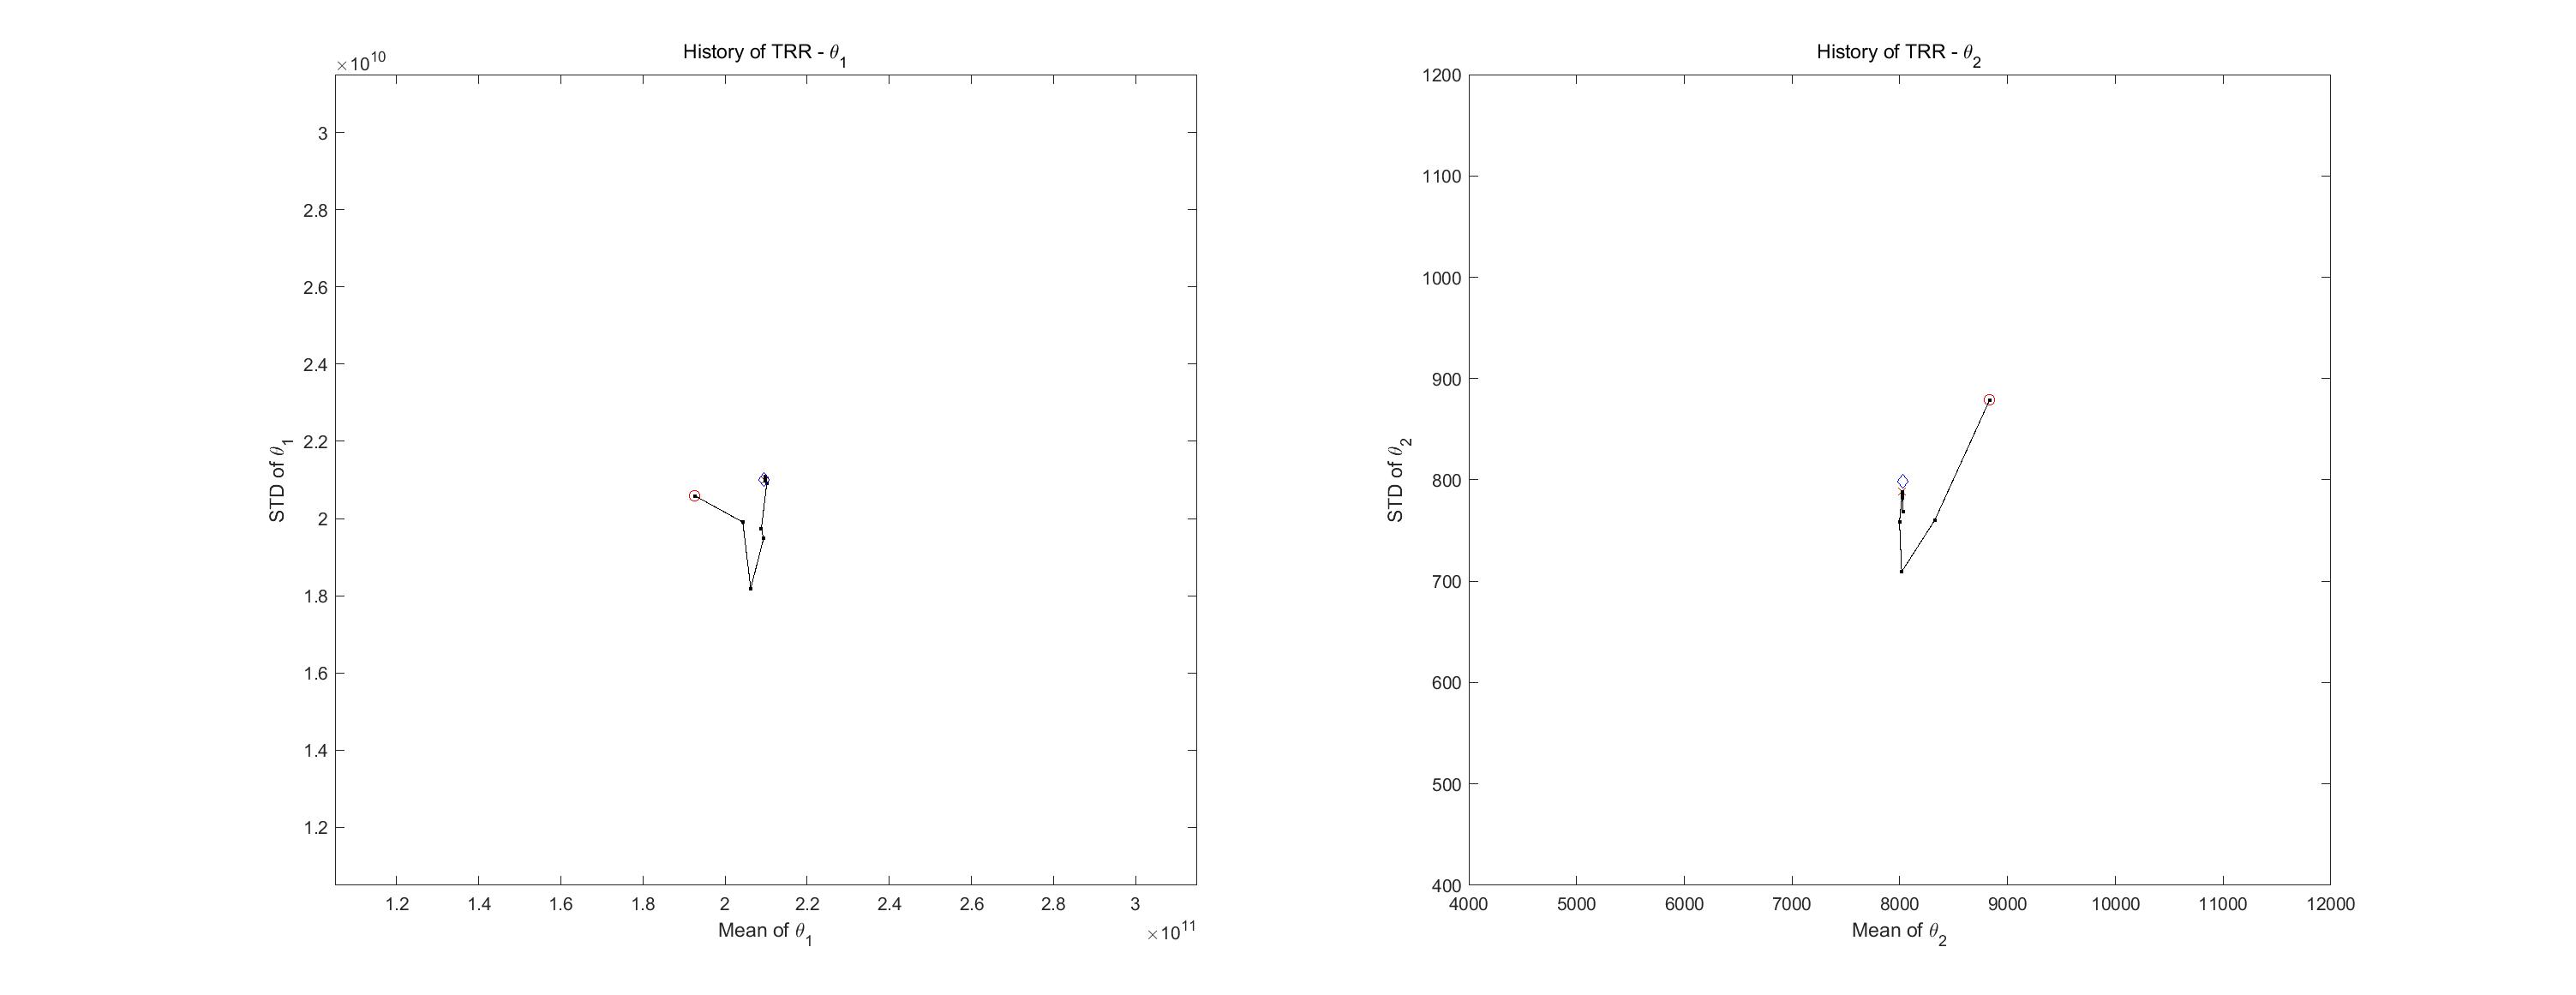 History of TRR - θ1
×10^10
3
2.8
2.6
2.4
2.2
2
1.8
1.6
1.4
1.2
STD of θ1
1.2 1.4 1.6 1.8 2 2.2 2.4 2.6 2.8 3
Mean of θ1
×10^11
History of TRR - θ2
1200
1100
1000
900
800
700
600
500
400
STD of θ2
4000 5000 6000 7000 8000 9000 10000 11000 12000
Mean of θ2